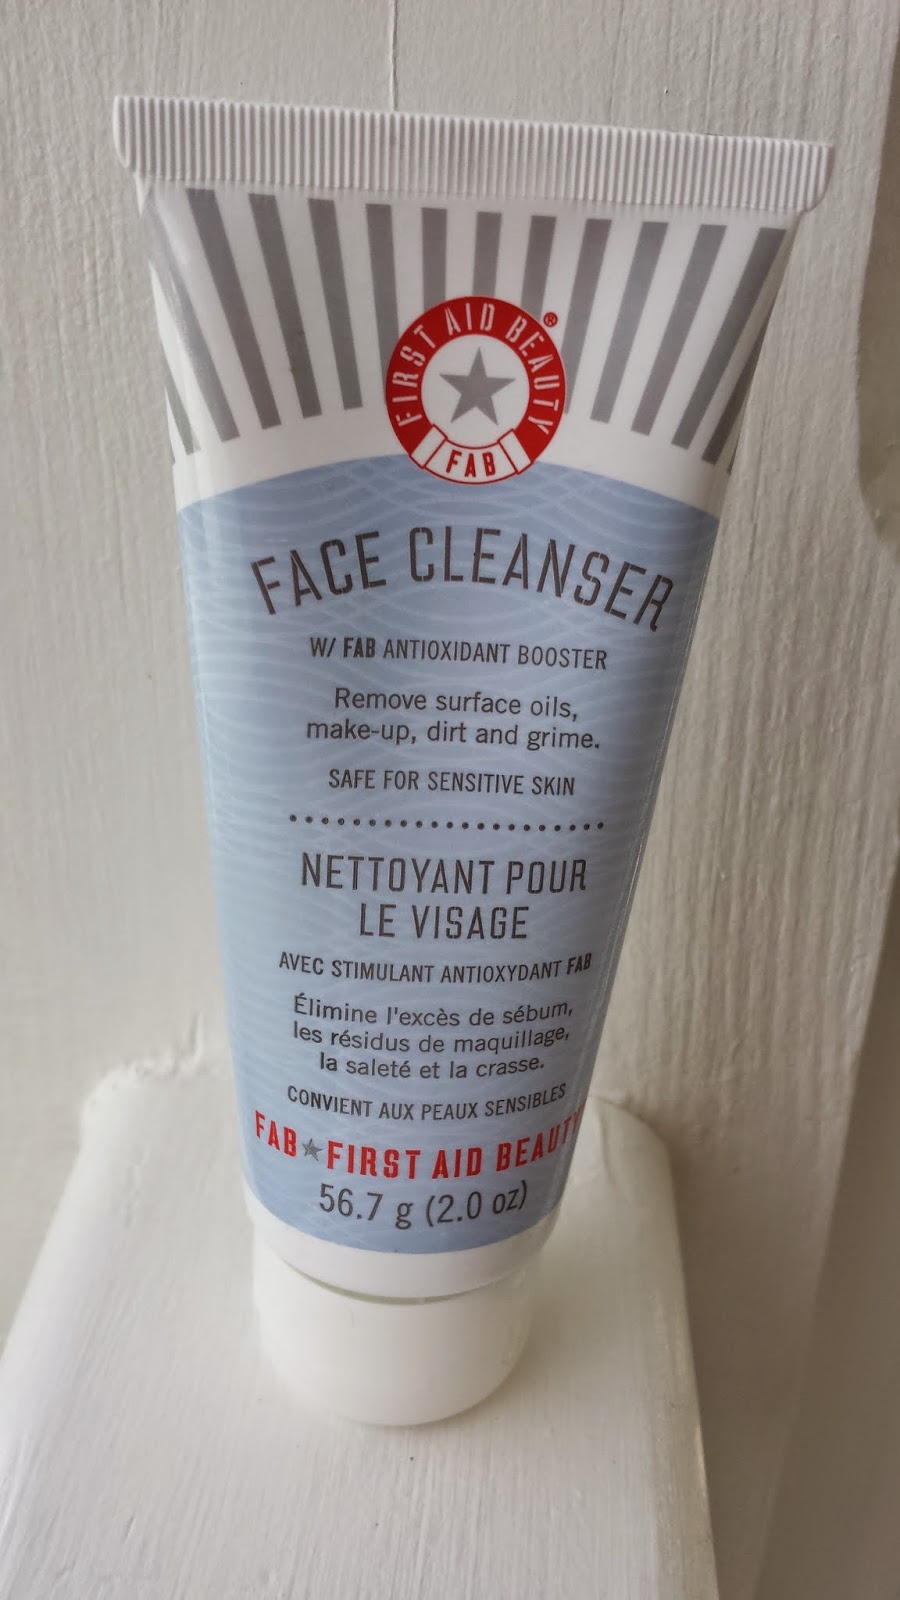 FIRST AID BEAUTY®
FAB
FACE CLEANSER
W/ FAB ANTIOXIDANT BOOSTER
Remove surface oils,
make-up, dirt and grime.
SAFE FOR SENSITIVE SKIN
NETTOYANT POUR
LE VISAGE
AVEC STIMULANT ANTIOXYDANT FAB
Élimine l'excès de sébum,
les résidus de maquillage,
la saleté et la crasse.
CONVIENT AUX PEAUX SENSIBLES
FAB★FIRST AID BEAUTY
56.7 g (2.0 oz)